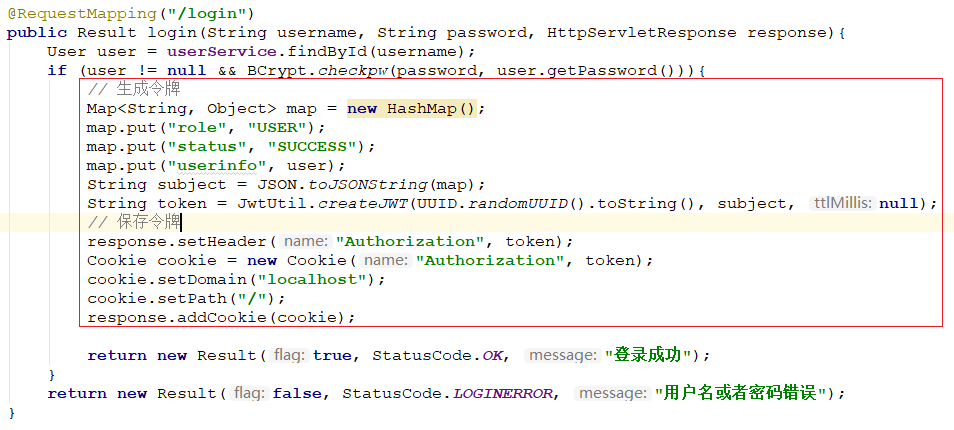 @RequestMapping("/login")
public Result login(String username, String password, HttpServletResponse response){
User user = userService.findById(username);
if (user != null && BCrypt.checkpw(password, user.getPassword())){
// 生成令牌
Map<String, Object> map = new HashMap();
map.put("role", "USER");
map.put("status", "SUCCESS");
map.put("userinfo", user);
String subject = JSON.toJSONString(map);
String token = JwtUtil.createJWT(UUID.randomUUID().toString(), subject, ttlMillis: null);
// 保存令牌
response.setHeader( name: "Authorization", token);
Cookie cookie = new Cookie( name: "Authorization", token);
cookie.setDomain("localhost");
cookie.setPath("/");
response.addCookie(cookie);
return new Result( flag: true, StatusCode.OK, message: "登录成功");
}
return new Result( flag: false, StatusCode.LOGINERROR, message: "用户名或者密码错误");
}